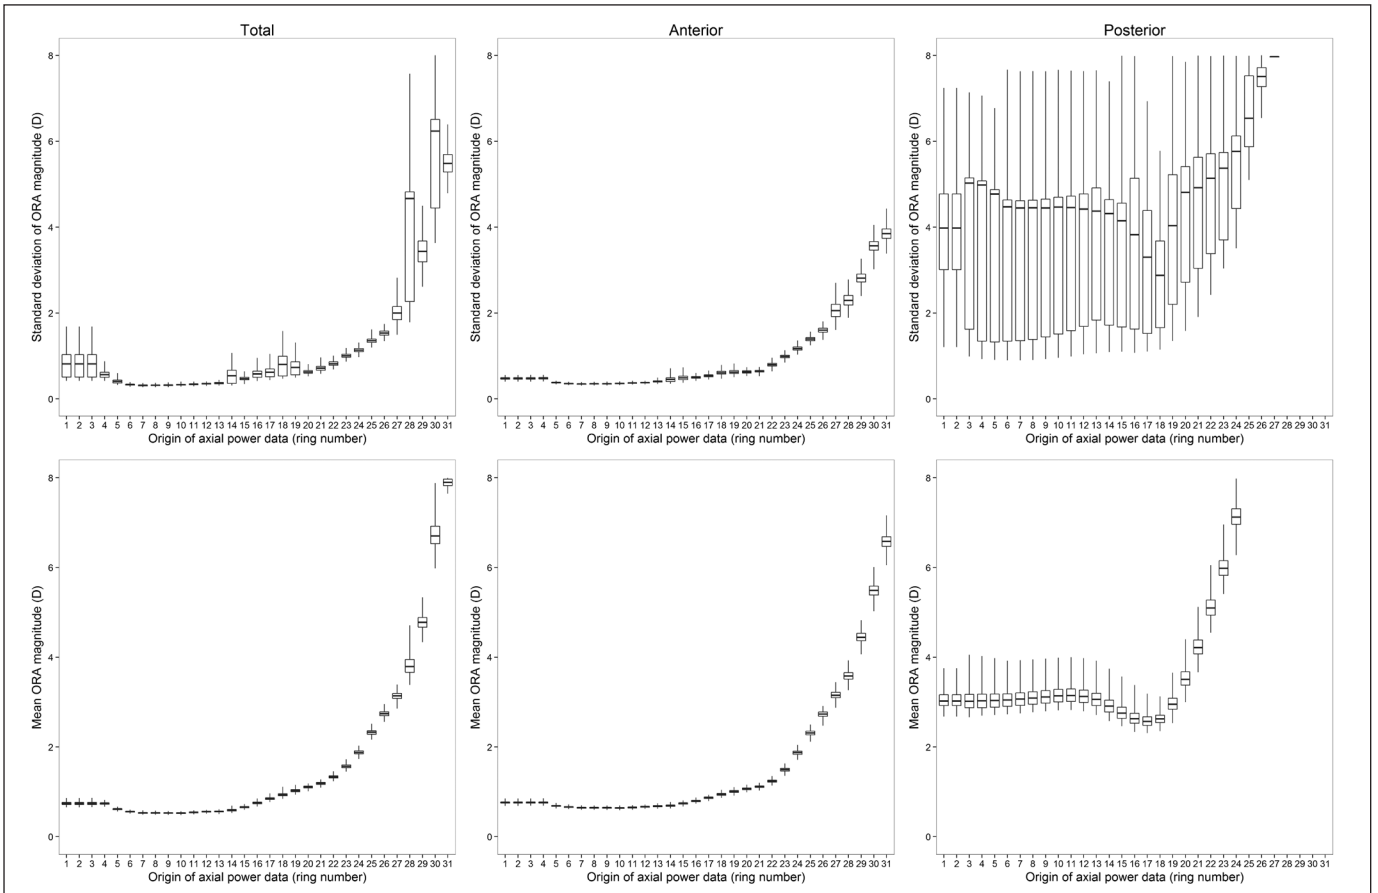 Total
Anterior
Posterior
Standard deviation of ORA magnitude (D)
8
6
4
2
0
1 2 3 4 5 6 7 8 9 10 11 12 13 14 15 16 17 18 19 20 21 22 23 24 25 26 27 28 29 30 31
Origin of axial power data (ring number)
Standard deviation of ORA magnitude (D)
8
6
4
2
0
1 2 3 4 5 6 7 8 9 10 11 12 13 14 15 16 17 18 19 20 21 22 23 24 25 26 27 28 29 30 31
Origin of axial power data (ring number)
Standard deviation of ORA magnitude (D)
8
6
4
2
0
1 2 3 4 5 6 7 8 9 10 11 12 13 14 15 16 17 18 19 20 21 22 23 24 25 26 27 28 29 30 31
Origin of axial power data (ring number)
Mean ORA magnitude (D)
8
6
4
2
0
1 2 3 4 5 6 7 8 9 10 11 12 13 14 15 16 17 18 19 20 21 22 23 24 25 26 27 28 29 30 31
Origin of axial power data (ring number)
Mean ORA magnitude (D)
8
6
4
2
0
1 2 3 4 5 6 7 8 9 10 11 12 13 14 15 16 17 18 19 20 21 22 23 24 25 26 27 28 29 30 31
Origin of axial power data (ring number)
Mean ORA magnitude (D)
8
6
4
2
0
1 2 3 4 5 6 7 8 9 10 11 12 13 14 15 16 17 18 19 20 21 22 23 24 25 26 27 28 29 30 31
Origin of axial power data (ring number)